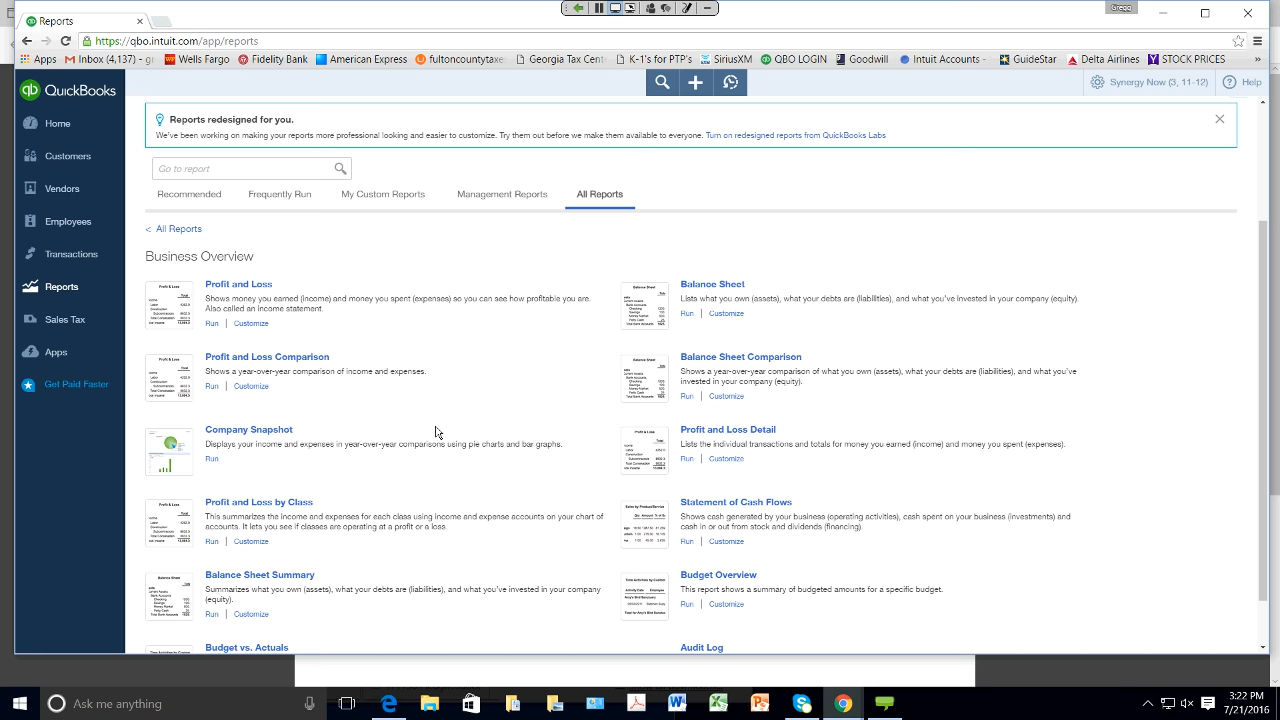 Gregg
Reports
https://qbo.intuit.com/app/reports
Apps
Inbox (4,137) - gr
Wells Fargo
Fidelity Bank
American Express
fultoncountytaxes
Georgia Tax Cente
K-1's for PTP's
SiriusXM
QBO LOGIN
Goodwill
Intuit Accounts -
GuideStar
Delta Airlines
STOCK PRICES
»
qb QuickBooks
Synergy Now (3, 11-12)
Help
Home
Customers
Vendors
Employees
Transactions
Reports
Sales Tax
Apps
Get Paid Faster
Reports redesigned for you.
We've been working on making your reports more professional looking and easier to customize. Try them out before we make them available to everyone. Turn on redesigned reports from QuickBooks Labs
Go to report
Recommended
Frequently Run
My Custom Reports
Management Reports
All Reports
< All Reports
Business Overview
Profit and Loss
Shows money you earned (income) and money you spent (expenses) so you can see how profitable you are.
Also called an income statement.
Run | Customize
Balance Sheet
Lists what you own (assets), what your debts are (liabilities), and what you've invested in your company (equity).
Run | Customize
Profit and Loss Comparison
Shows a year-over-year comparison of income and expenses.
Run | Customize
Balance Sheet Comparison
Shows a year-over-year comparison of what you own (assets), what your debts are (liabilities), and what you've
invested in your company (equity).
Run | Customize
Company Snapshot
Displays your income and expenses in year-over-year comparisons using pie charts and bar graphs.
Run
Profit and Loss Detail
Lists the individual transactions and totals for money you earned (income) and money you spent (expenses).
Run | Customize
Profit and Loss by Class
This summarizes the income and expenses for each class using income and expense accounts on your chart of
accounts. It lets you see if classes are operating at a profit or lose.
Run | Customize
Statement of Cash Flows
Shows cash generated by your business (operating activities), cash spent on your business (investments) and
cash in or out from stock and dividends (financing).
Run | Customize
Balance Sheet Summary
Summarizes what you own (assets), what your debts are (liabilities), and what you've invested in your company
(equity).
Run | Customize
Budget Overview
This report shows a summary of budgeted amounts for a specific budget.
Run | Customize
Budget vs. Actuals
Audit Log
Ask me anything
3:22 PM
7/21/2016